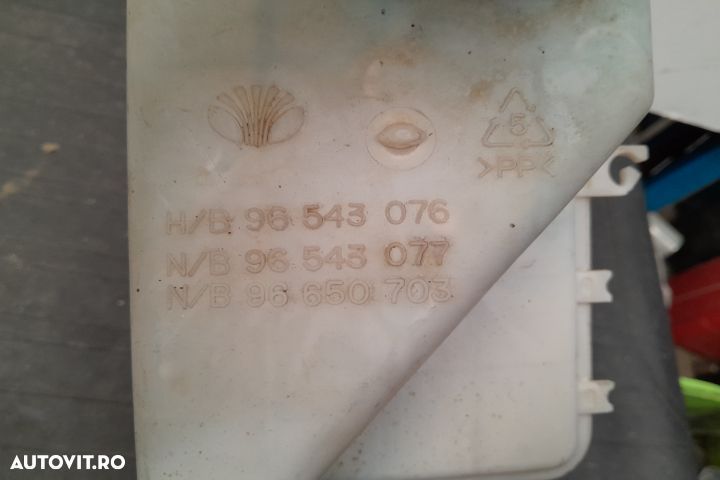 5
>PP<
H/B 96 543 076
N/B 96 543 077
N/B 96 650 703
AUTOVIT.RO